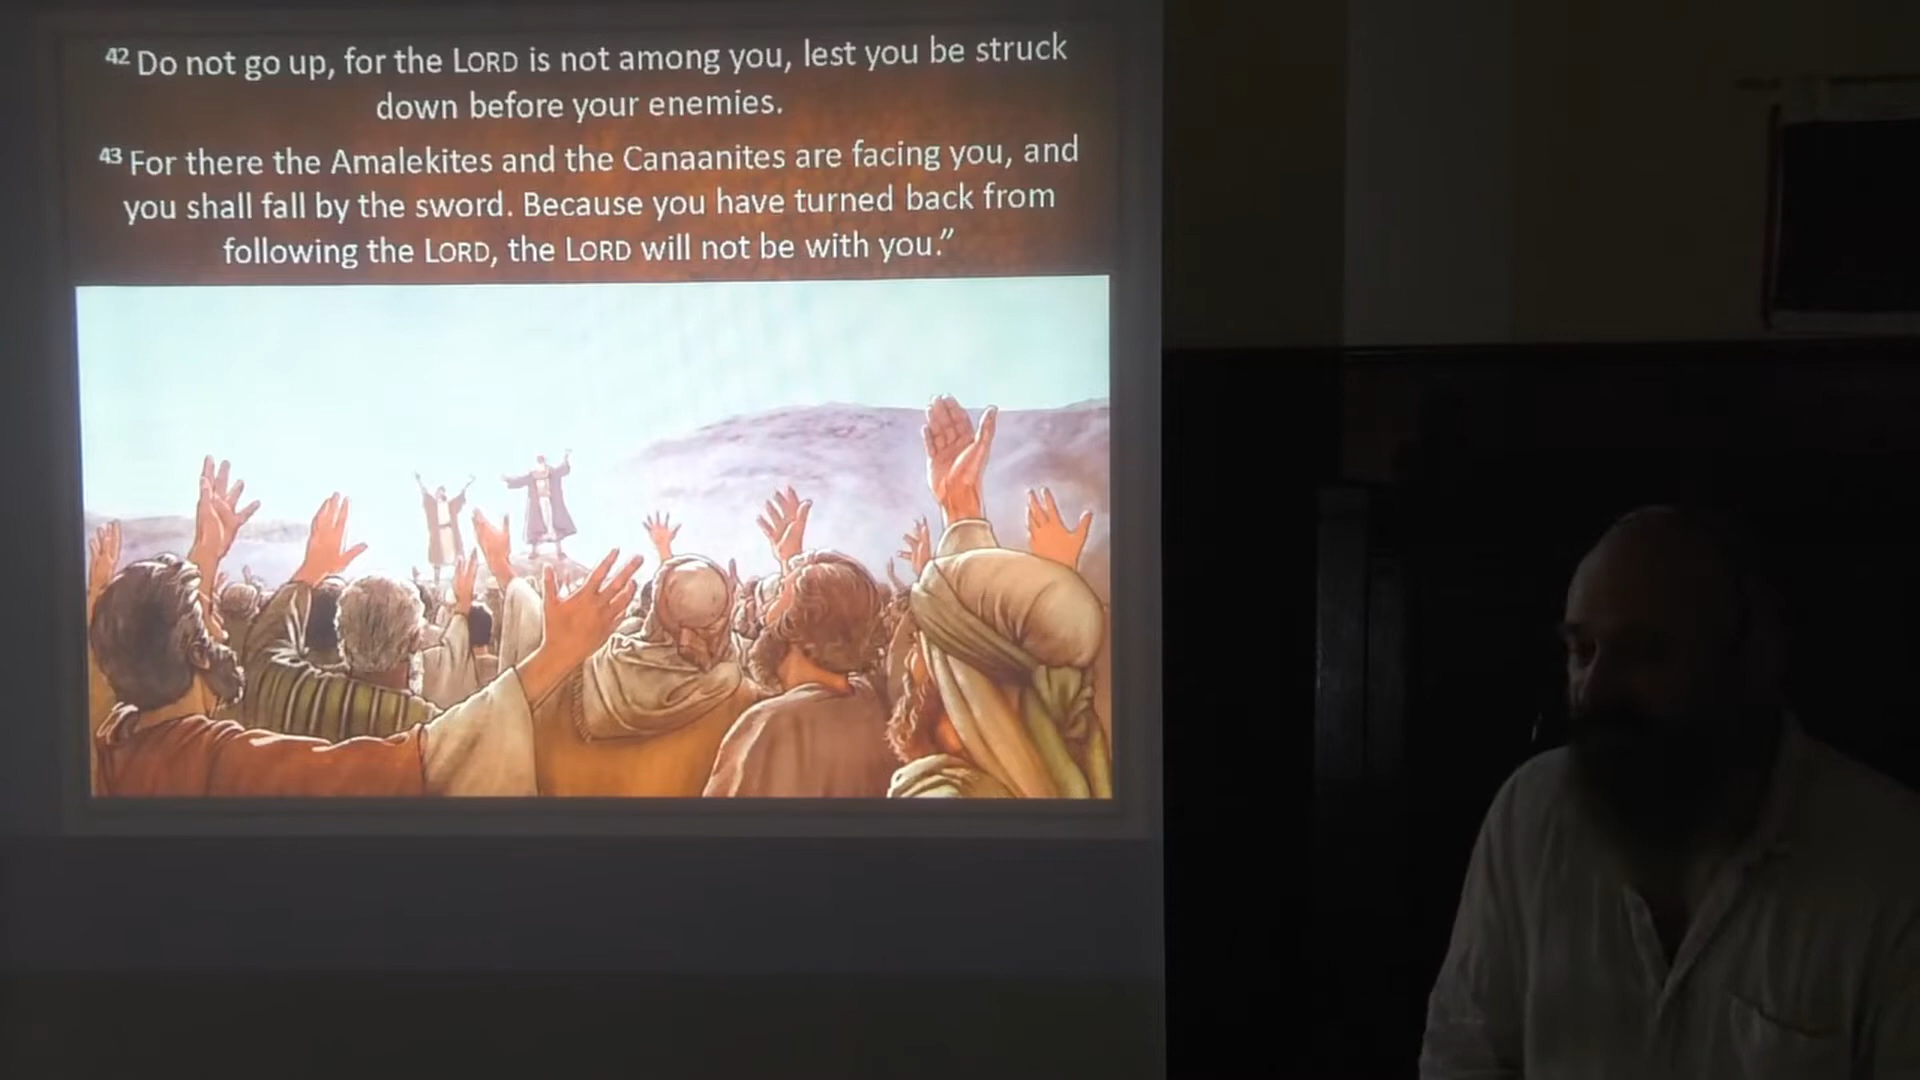 42 Do not go up, for the LORD is not among you, lest you be struck
down before your enemies.
43 For there the Amalekites and the Canaanites are facing you, and
you shall fall by the sword. Because you have turned back from
following the LORD, the LORD will not be with you.”